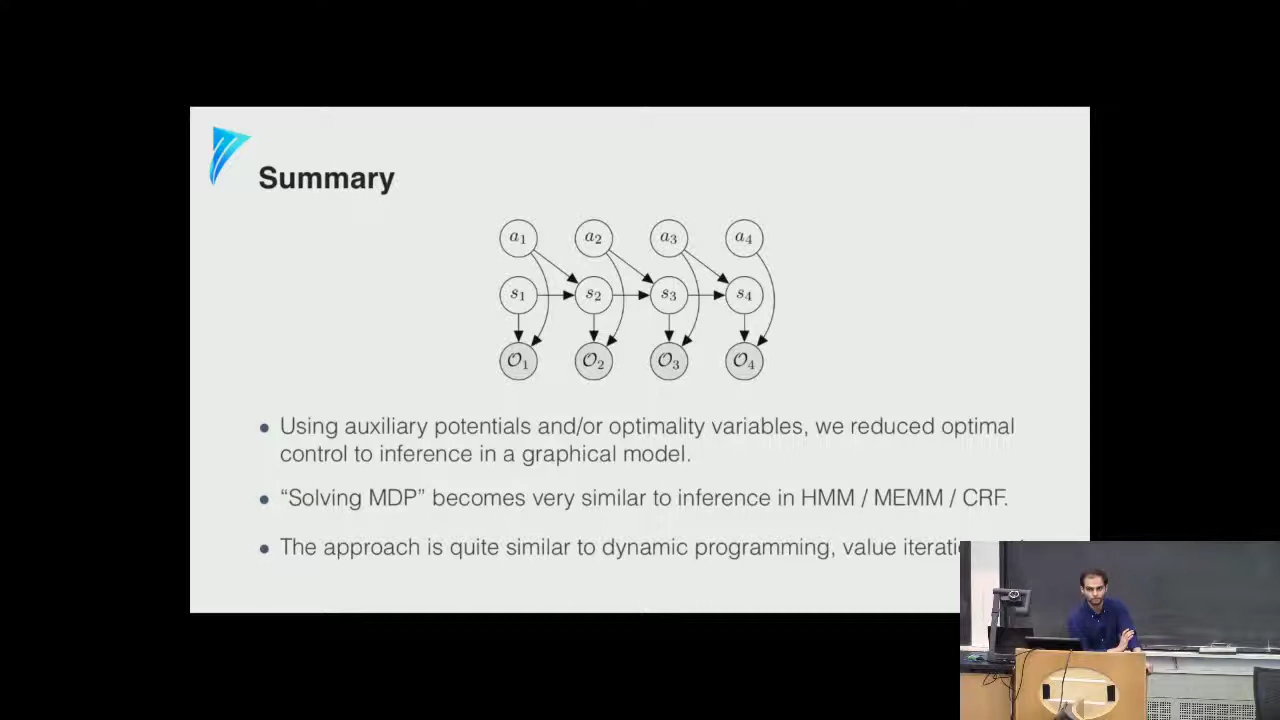 Summary
a1 a2 a3 a4
s1 s2 s3 s4
𝒪1 𝒪2 𝒪3 𝒪4
Using auxiliary potentials and/or optimality variables, we reduced optimal
control to inference in a graphical model.
“Solving MDP” becomes very similar to inference in HMM / MEMM / CRF.
The approach is quite similar to dynamic programming, value